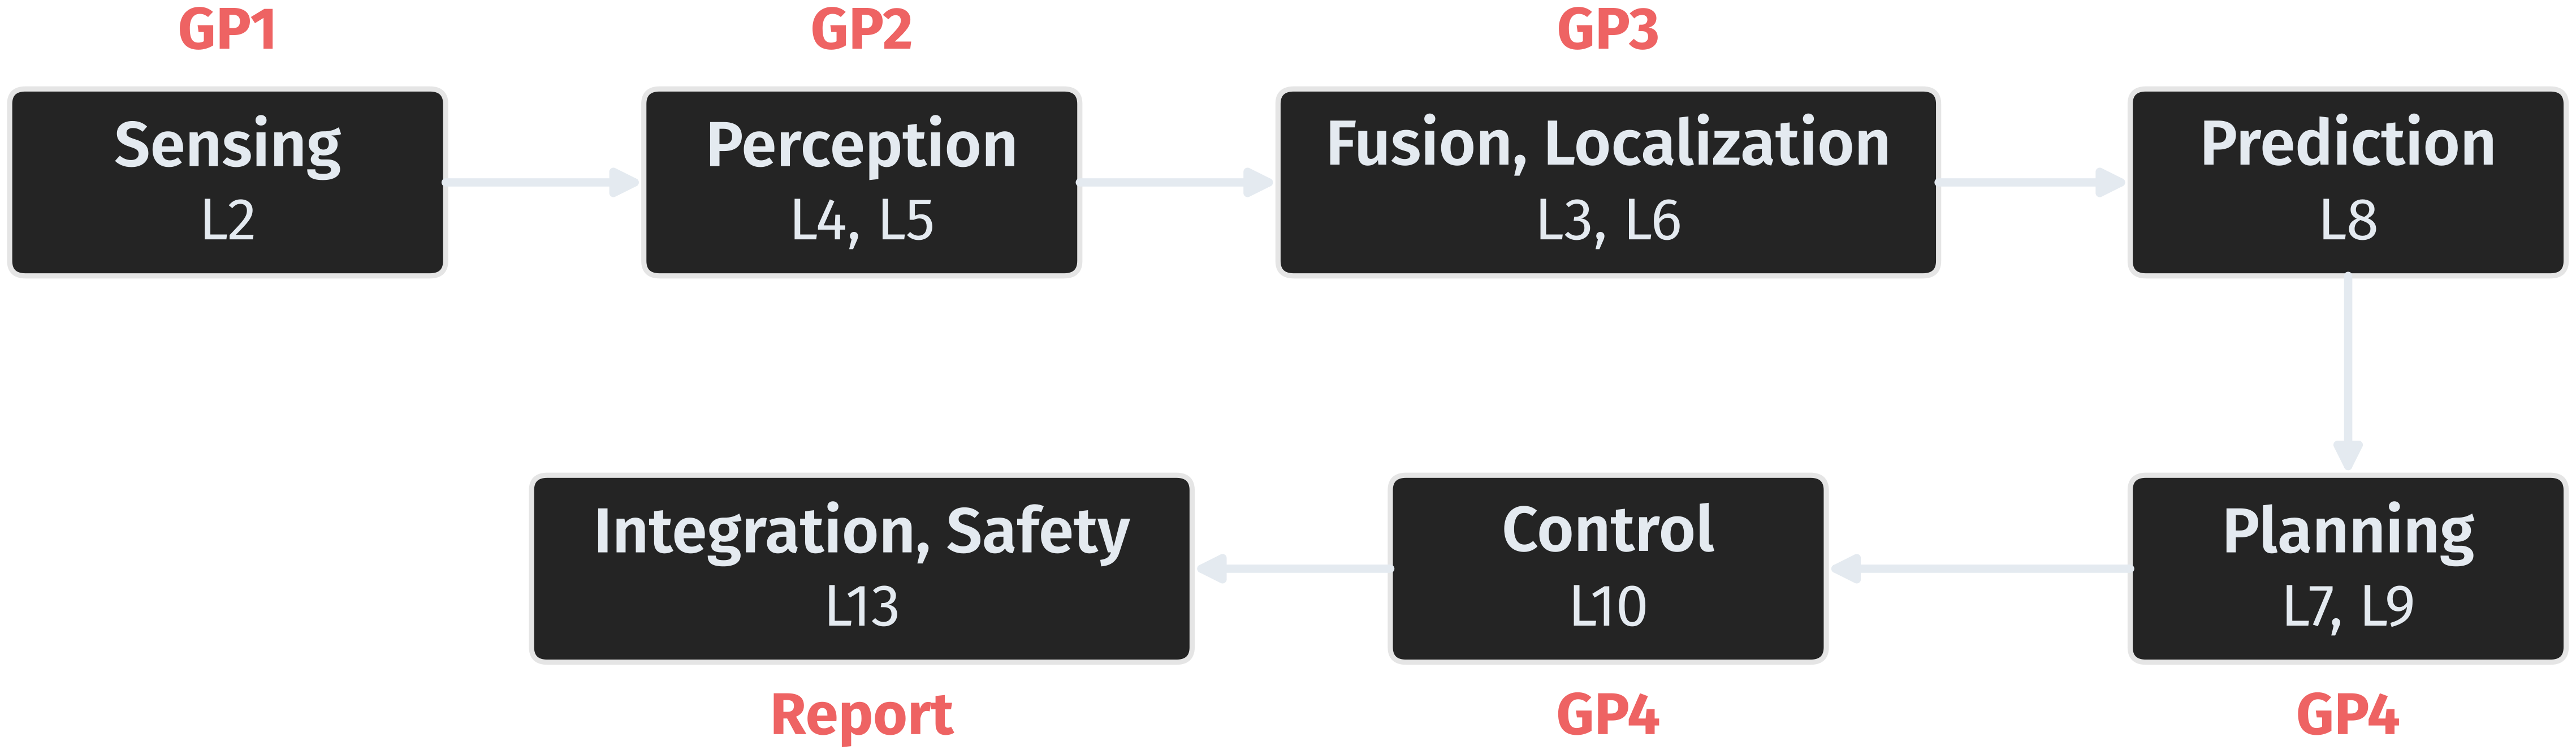 GP1
GP2
GP3
Sensing
L2
Perception
L4, L5
Fusion, Localization
L3, L6
Prediction
L8
Integration, Safety
L13
Control
L10
Planning
L7, L9
Report
GP4
GP4